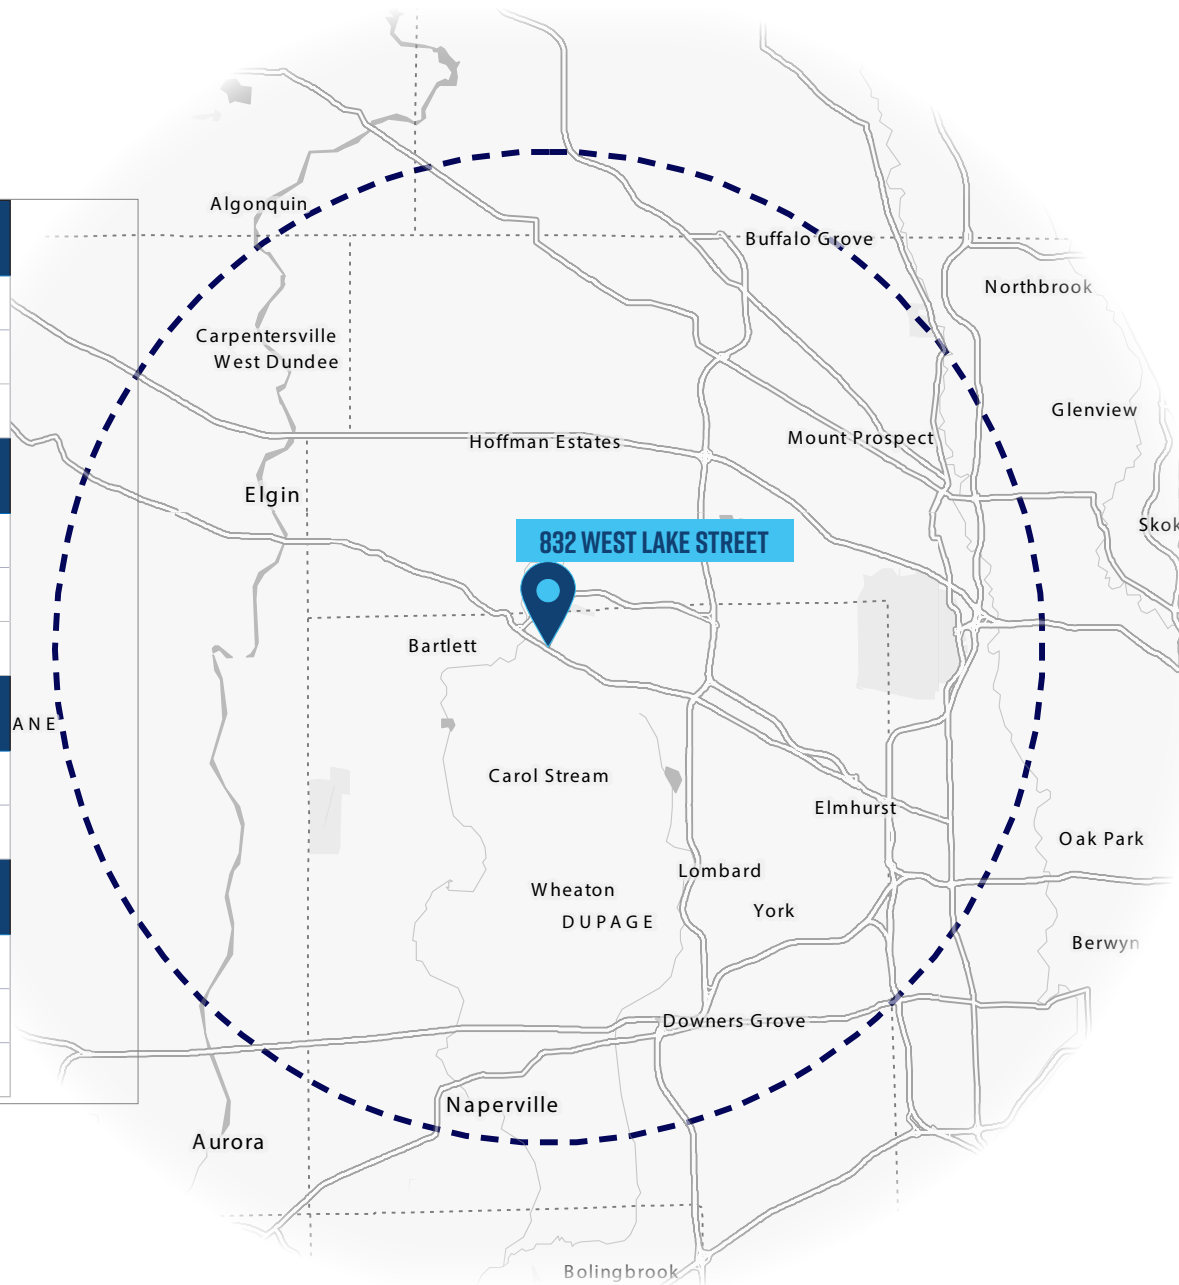 Algonquin
Buffalo Grove
Northbrook
Carpentersville
West Dundee
Glenview
Hoffman Estates
Mount Prospect
Elgin
832 WEST LAKE STREET
Bartlett
Carol Stream
Elmhurst
Oak Park
Lombard
Wheaton
York
DUPAGE
Berwyn
Downers Grove
Naperville
Aurora
Bolingbrook